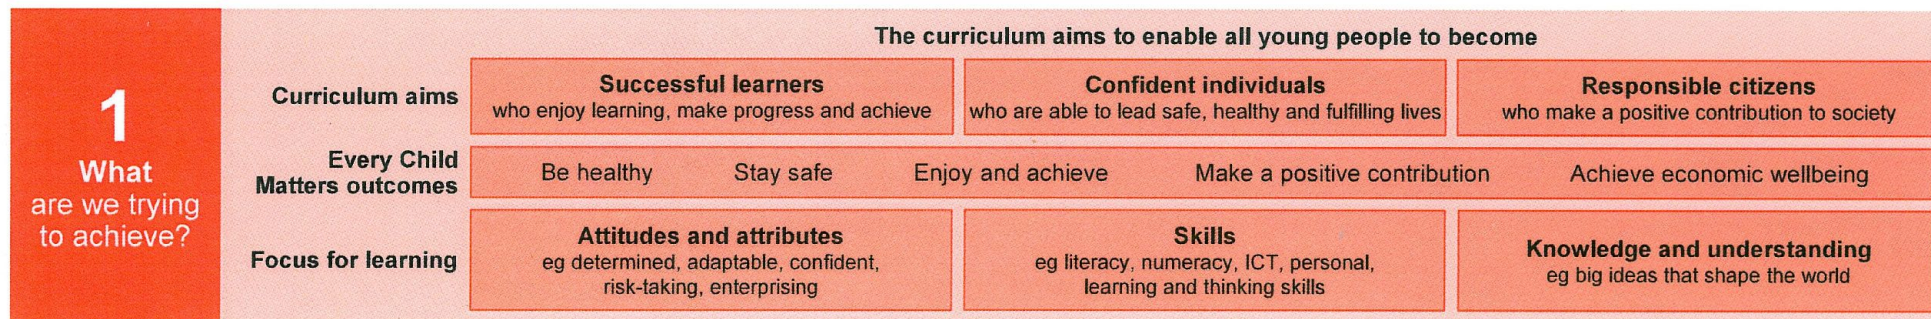 1
What
are we trying
to achieve?
The curriculum aims to enable all young people to become
Curriculum aims
Successful learners
who enjoy learning, make progress and achieve
Confident individuals
who are able to lead safe, healthy and fulfilling lives
Responsible citizens
who make a positive contribution to society
Every Child
Matters outcomes
Be healthy Stay safe Enjoy and achieve Make a positive contribution Achieve economic wellbeing
Focus for learning
Attitudes and attributes
eg determined, adaptable, confident,
risk-taking, enterprising
Skills
eg literacy, numeracy, ICT, personal,
learning and thinking skills
Knowledge and understanding
eg big ideas that shape the world